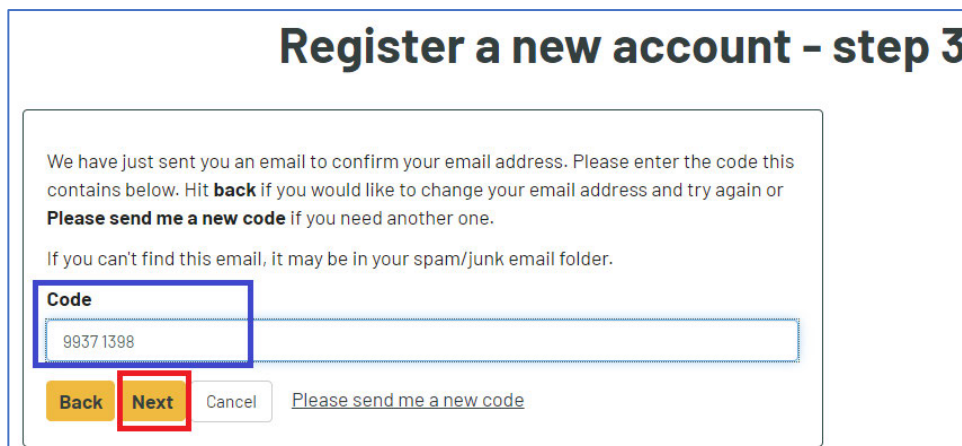 Register a new account - step 3
We have just sent you an email to confirm your email address. Please enter the code this
contains below. Hit back if you would like to change your email address and try again or
Please send me a new code if you need another one.
If you can't find this email, it may be in your spam/junk email folder.
Code
99371398
Back Next Cancel Please send me a new code